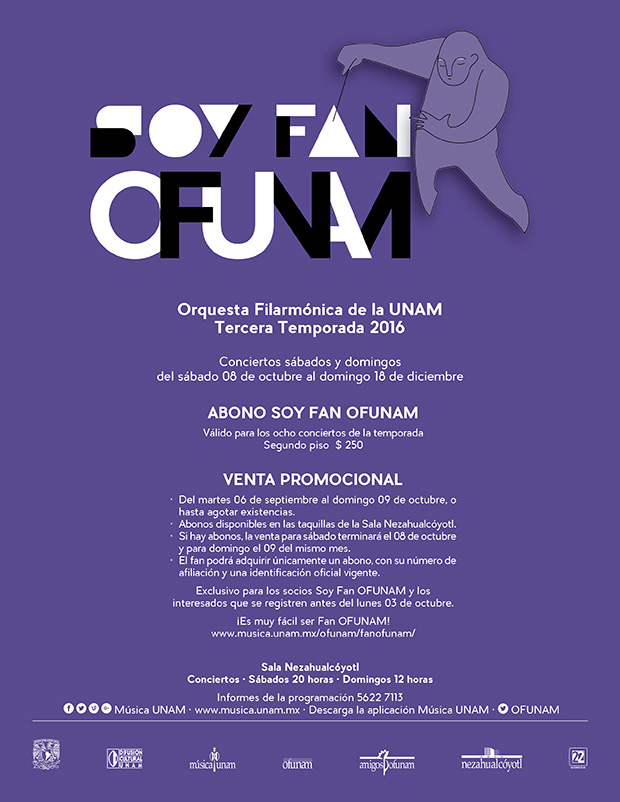 SOY FAN
OFUNAM
Orquesta Filarmónica de la UNAM
Tercera Temporada 2016
Conciertos sábados y domingos
del sábado 08 de octubre al domingo 18 de diciembre
ABONO SOY FAN OFUNAM
Válido para los ocho conciertos de la temporada
Segundo piso $ 250
VENTA PROMOCIONAL
· Del martes 06 de septiembre al domingo 09 de octubre, o
hasta agotar existencias.
· Abonos disponibles en las taquillas de la Sala Nezahualcóyotl.
· Si hay abonos, la venta para sábado terminará el 08 de octubre
y para domingo el 09 del mismo mes.
· El fan podrá adquirir únicamente un abono, con su número de
afiliación y una identificación oficial vigente.
Exclusivo para los socios Soy Fan OFUNAM y los
interesados que se registren antes del lunes 03 de octubre.
¡Es muy fácil ser Fan OFUNAM!
www.musica.unam.mx/ofunam/fanofunam/
Sala Nezahualcóyotl
Conciertos · Sábados 20 horas · Domingos 12 horas
Informes de la programación 5622 7113
Música UNAM · www.musica.unam.mx · Descarga la aplicación Música UNAM · OFUNAM
DIFUSIÓN CULTURAL UNAM
música unam
ofunam
amigos ofunam
nezahualcóyotl
22